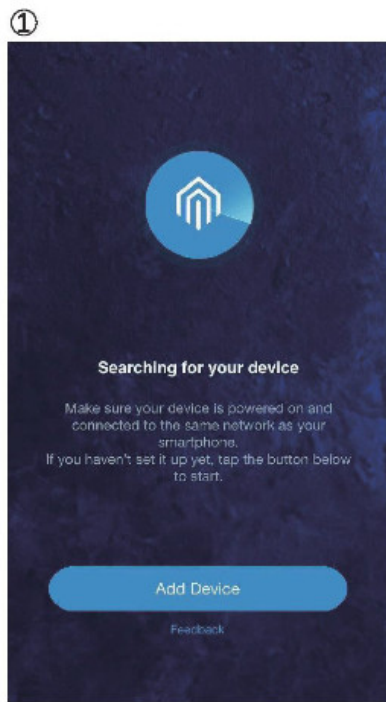 ①
Searching for your device
Make sure your device is powered on and
connected to the same network as your
smartphone.
If you haven't set it up yet, tap the button below
to start.
Add Device
Feedback